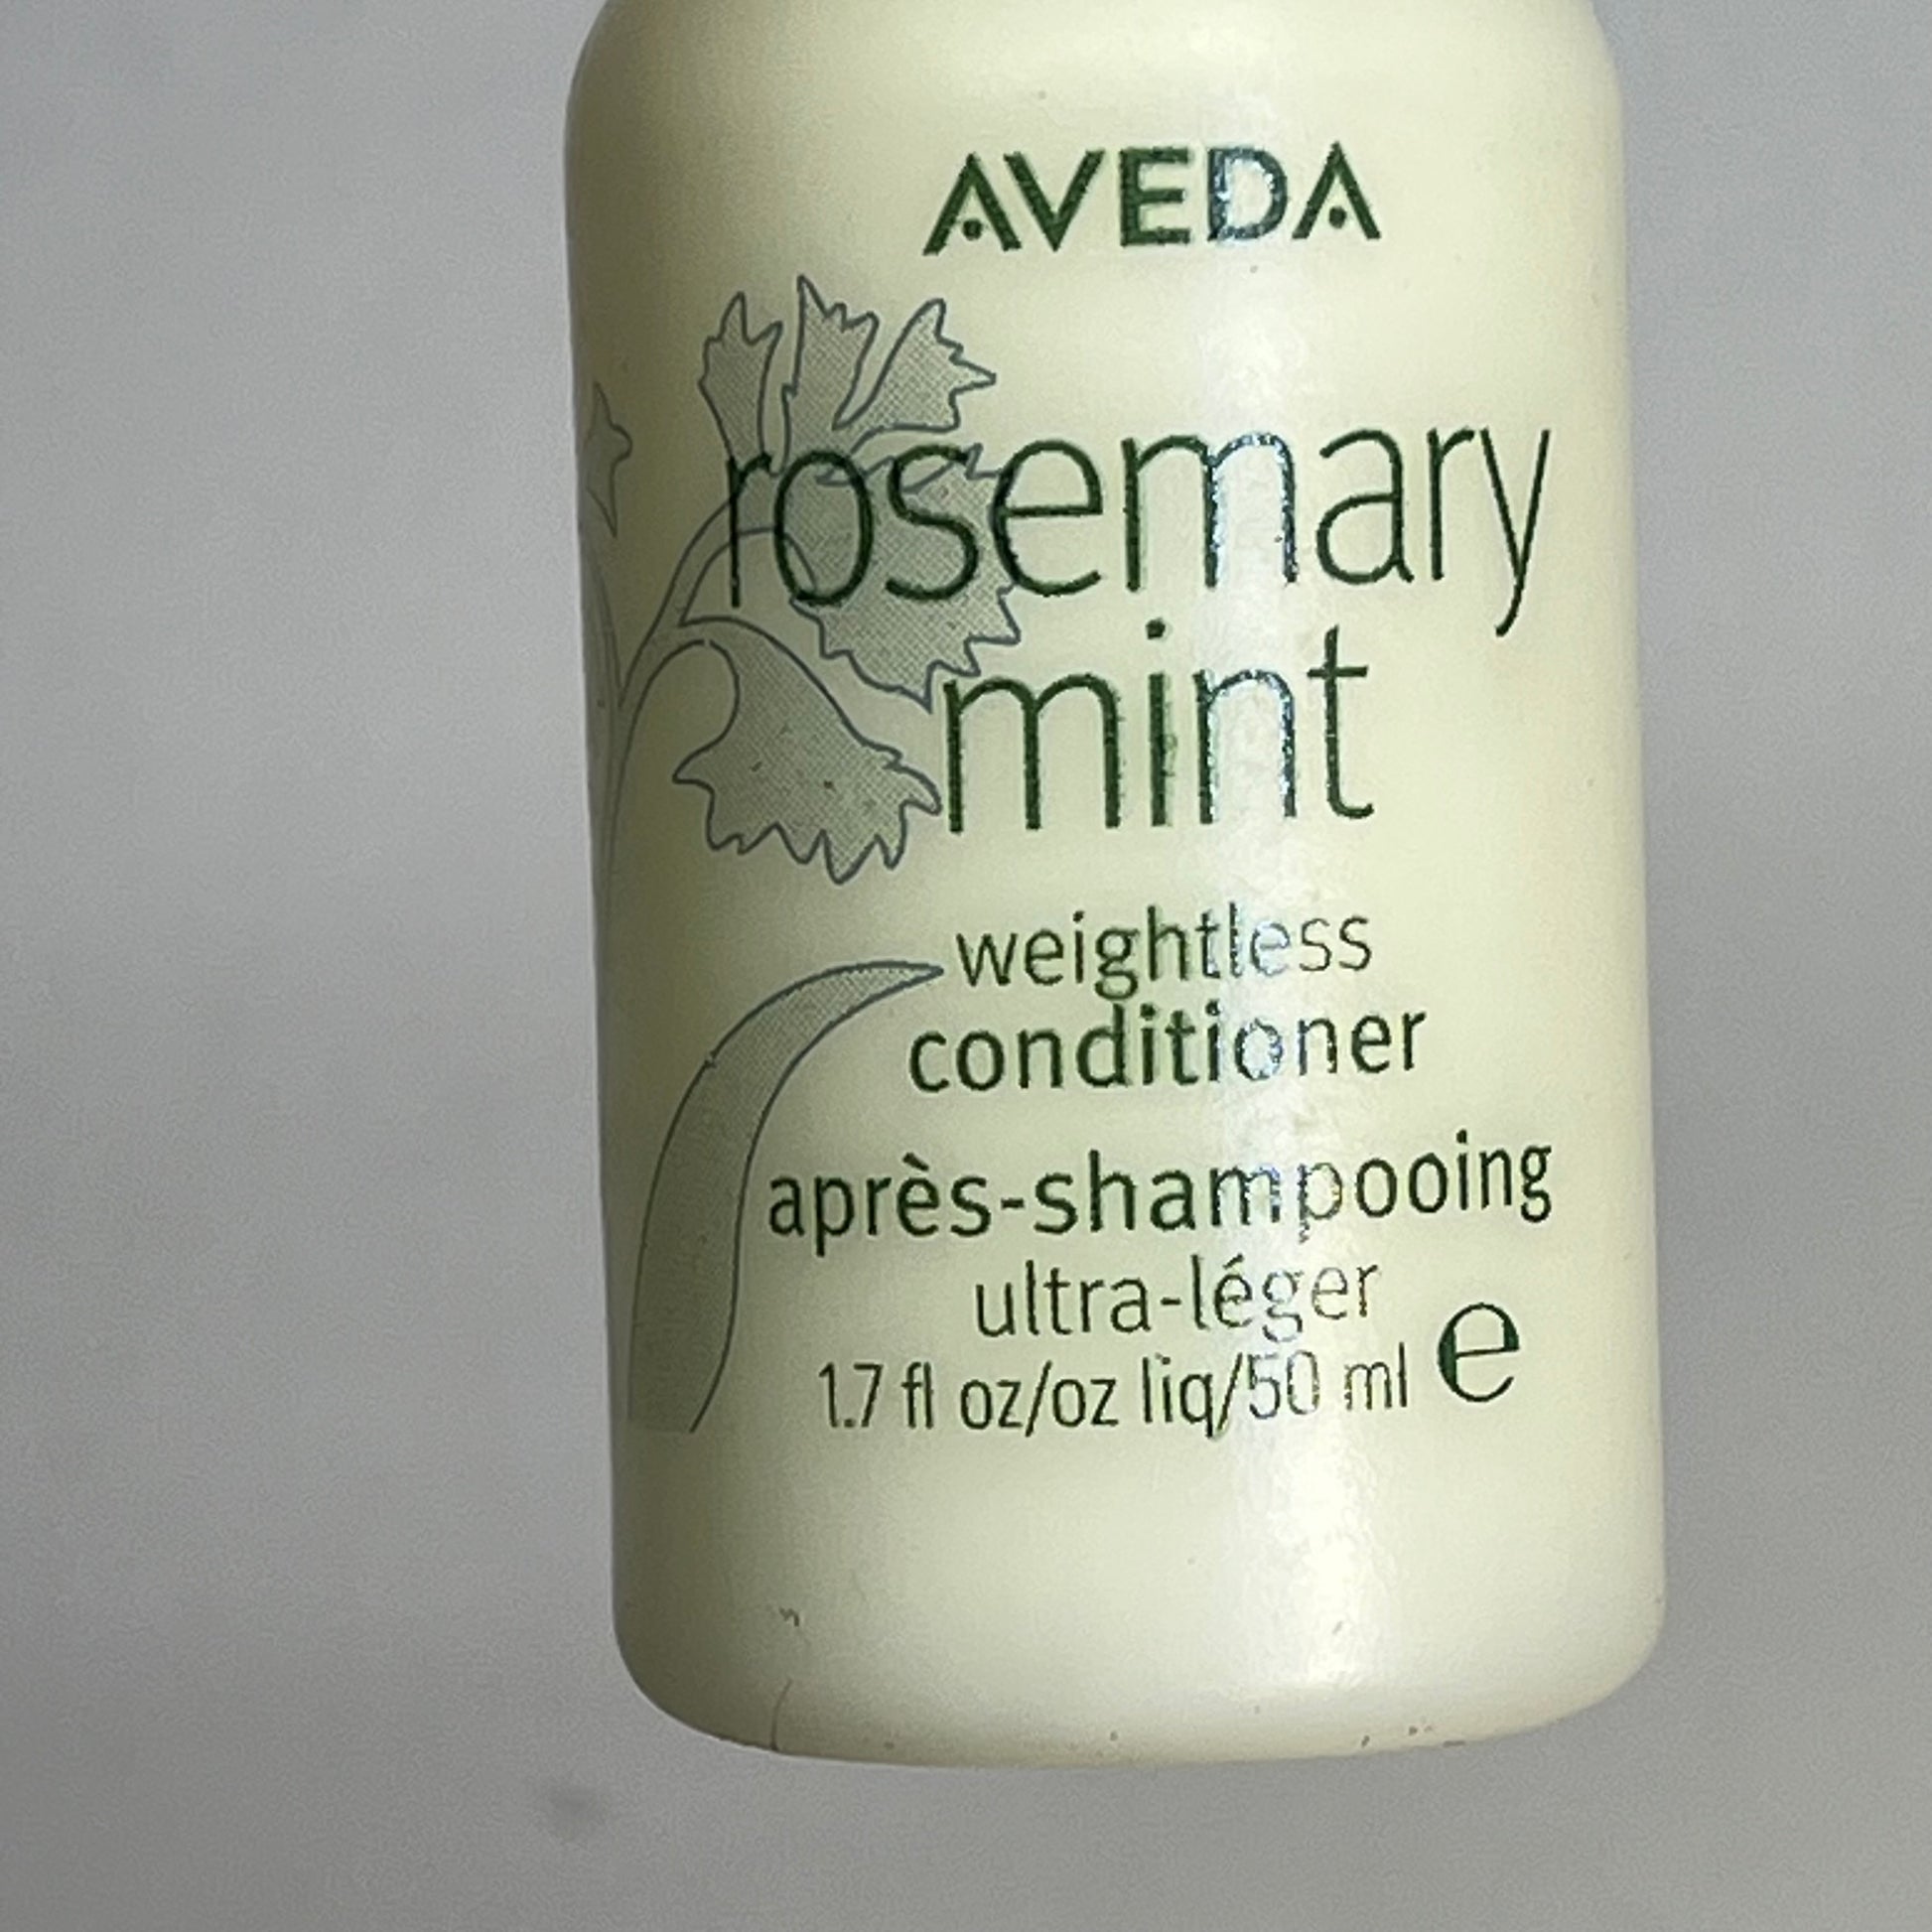 AVEDA
rosemary
mint
weightless
conditioner
après-shampooing
ultra-léger
1.7 fl oz/oz liq/50 ml e